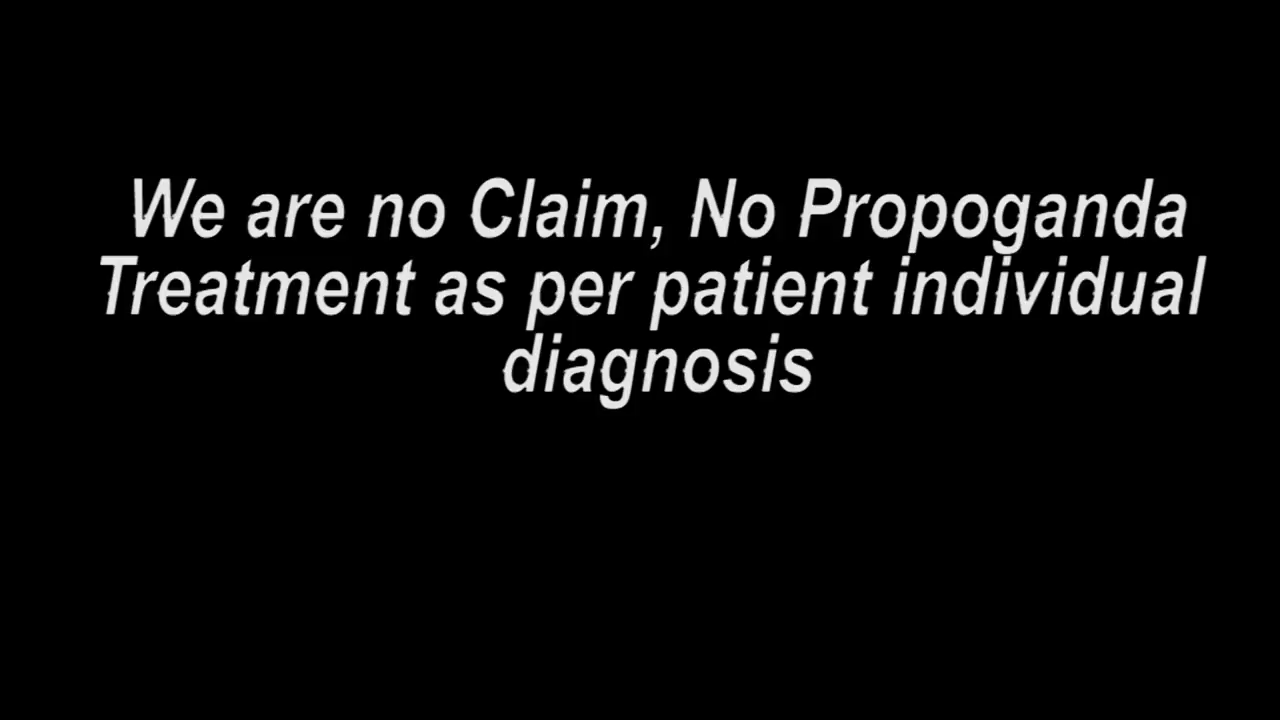 We are no Claim, No Propoganda
Treatment as per patient individual
diagnosis